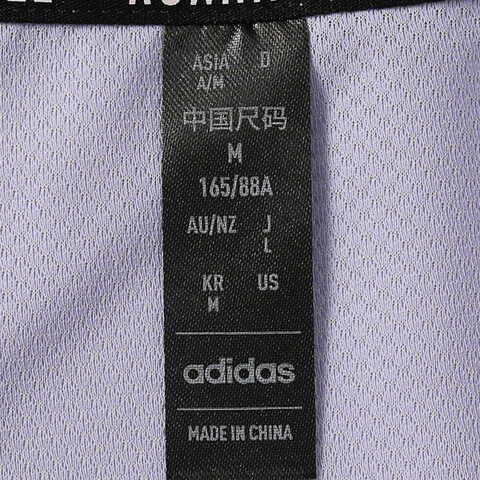 ASIA D
A/M
中国尺码
M
165/88A
AU/NZ J
L
KR US
M
adidas
MADE IN CHINA